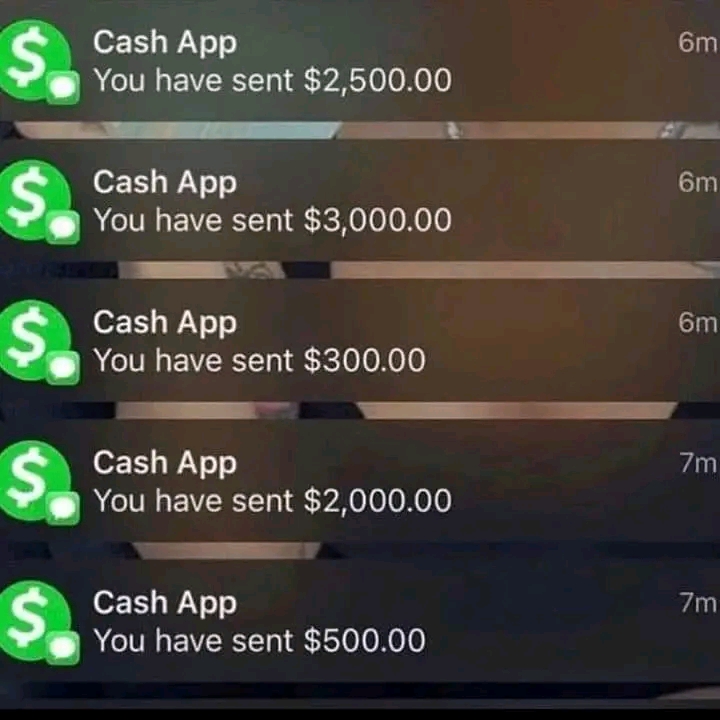 Cash App
6m
You have sent $2,500.00
Cash App
6m
You have sent $3,000.00
Cash App
6m
You have sent $300.00
Cash App
7m
You have sent $2,000.00
Cash App
7m
You have sent $500.00